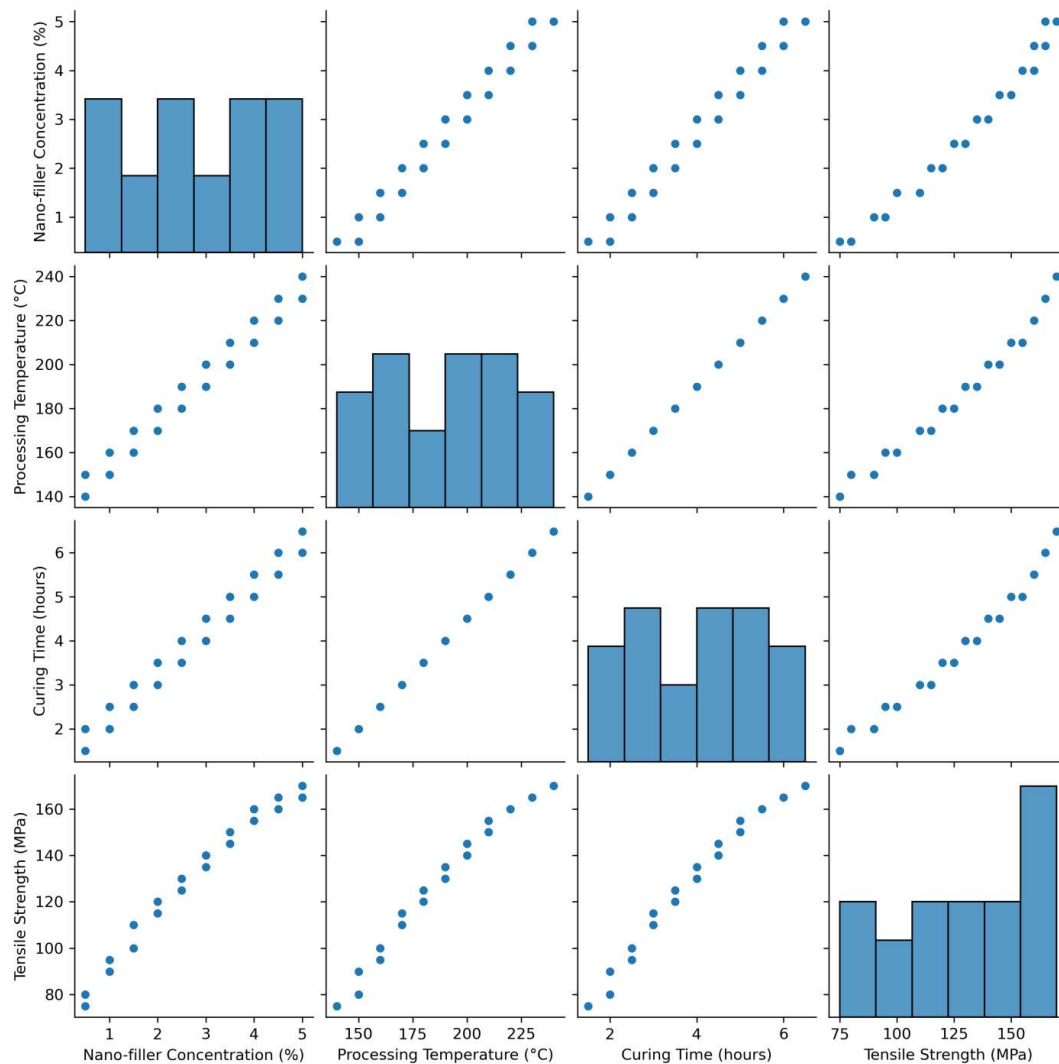 5
4
3
2
1
Nano-filler Concentration (%)
240
220
200
180
160
140
Processing Temperature (°C)
6
5
4
3
2
Curing Time (hours)
160
140
120
100
80
Tensile Strength (MPa)
1 2 3 4 5
Nano-filler Concentration (%)
150 175 200 225
Processing Temperature (°C)
2 4 6
Curing Time (hours)
75 100 125 150
Tensile Strength (MPa)